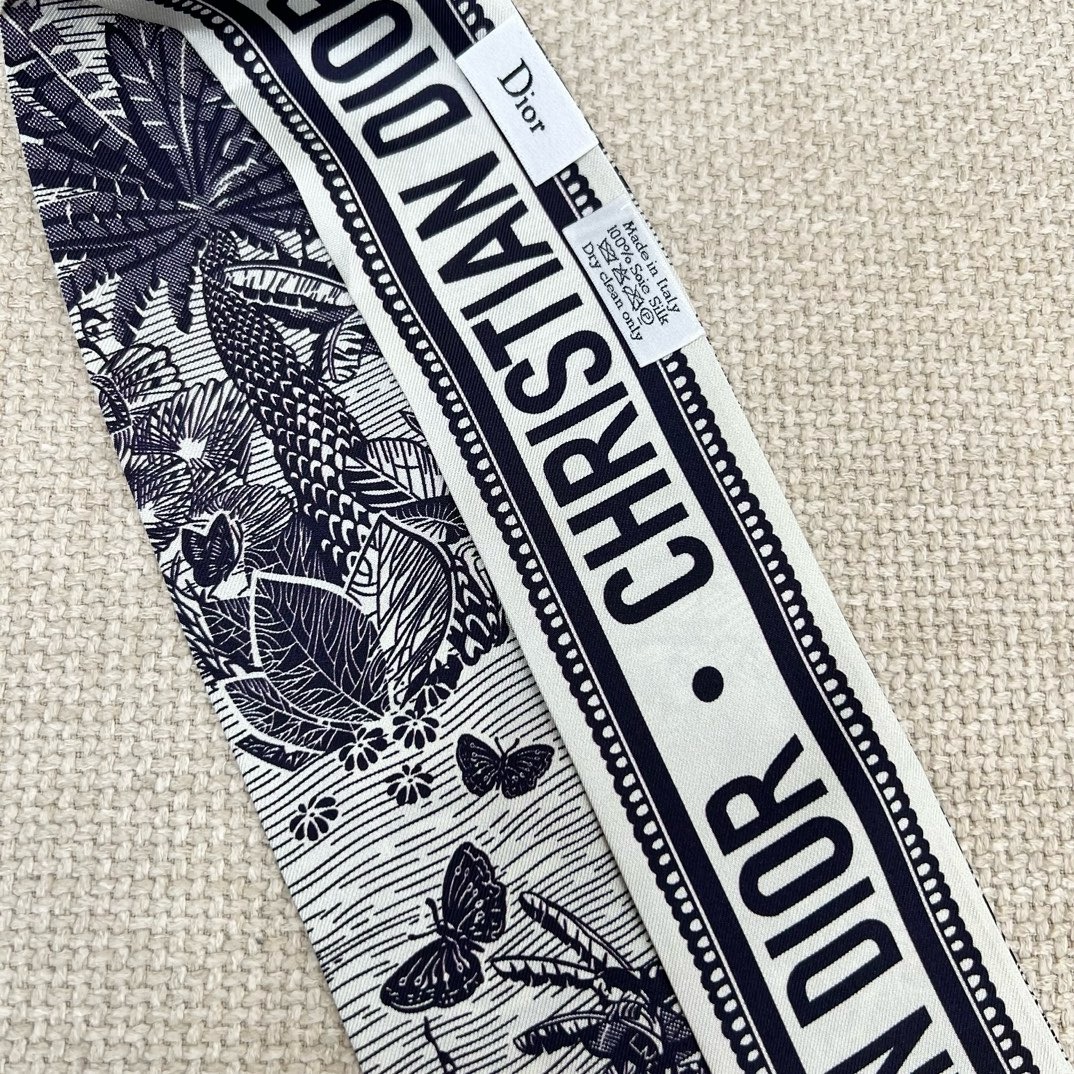 CHRISTIAN DIOR
CHRISTIAN DIOR
N DIOR
Dior
Made in Italy
100% Soie Silk
Dry clean only